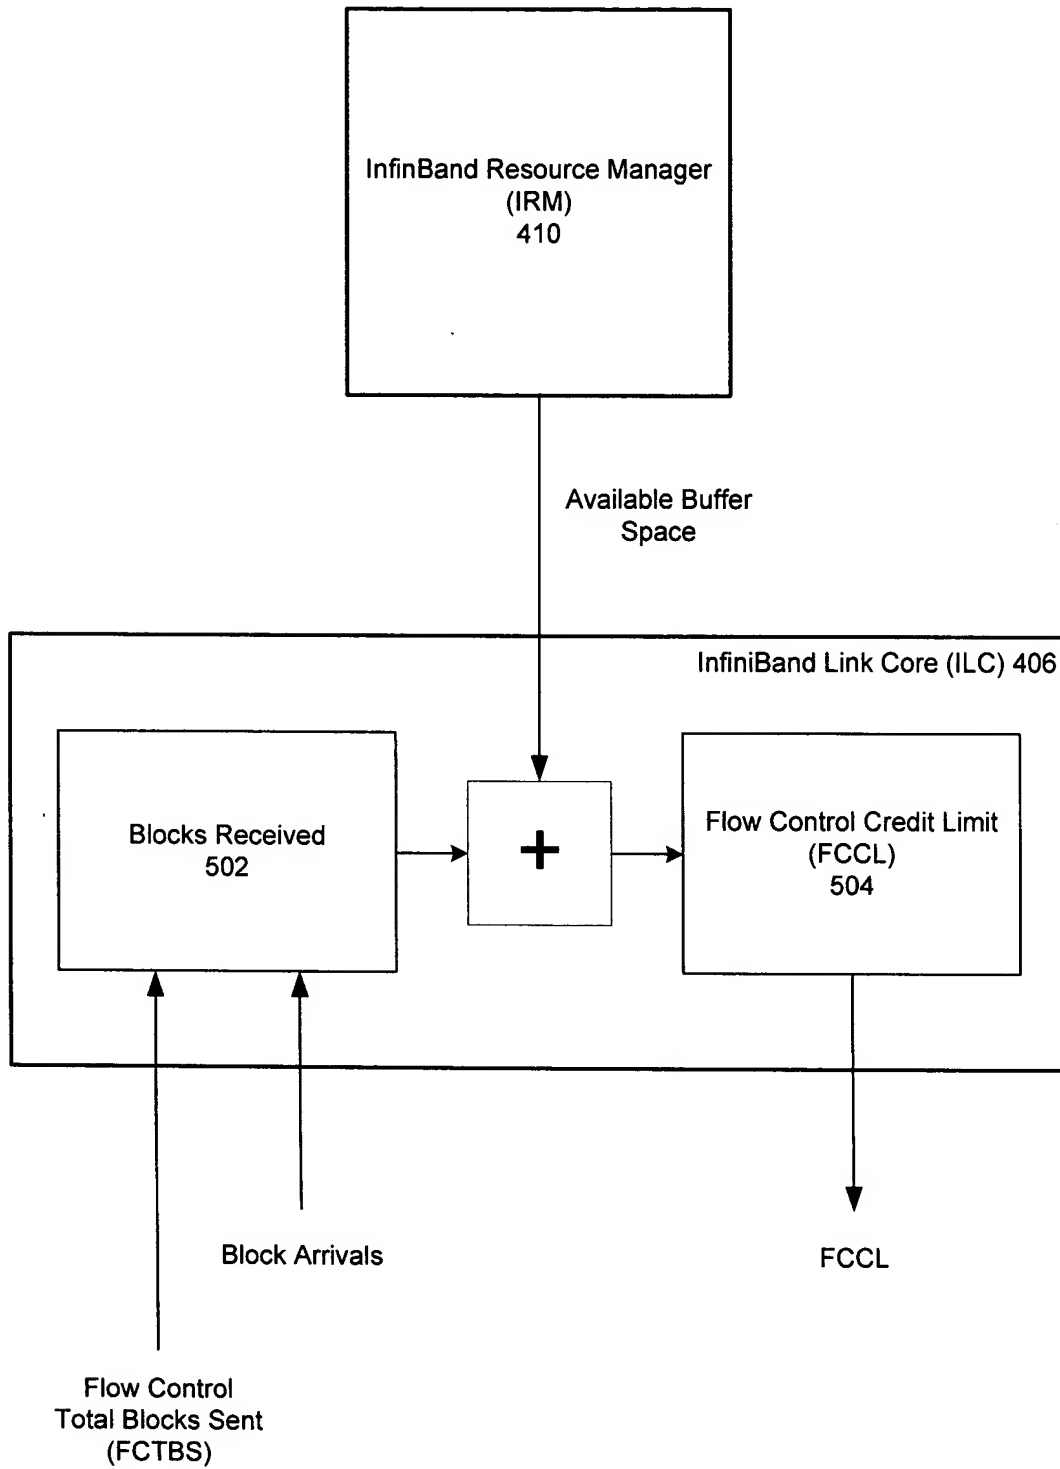 InfinBand Resource Manager
(IRM)
410
Available Buffer
Space
InfiniBand Link Core (ILC) 406
Blocks Received
502
+
Flow Control Credit Limit
(FCCL)
504
Block Arrivals
FCCL
Flow Control
Total Blocks Sent
(FCTBS)